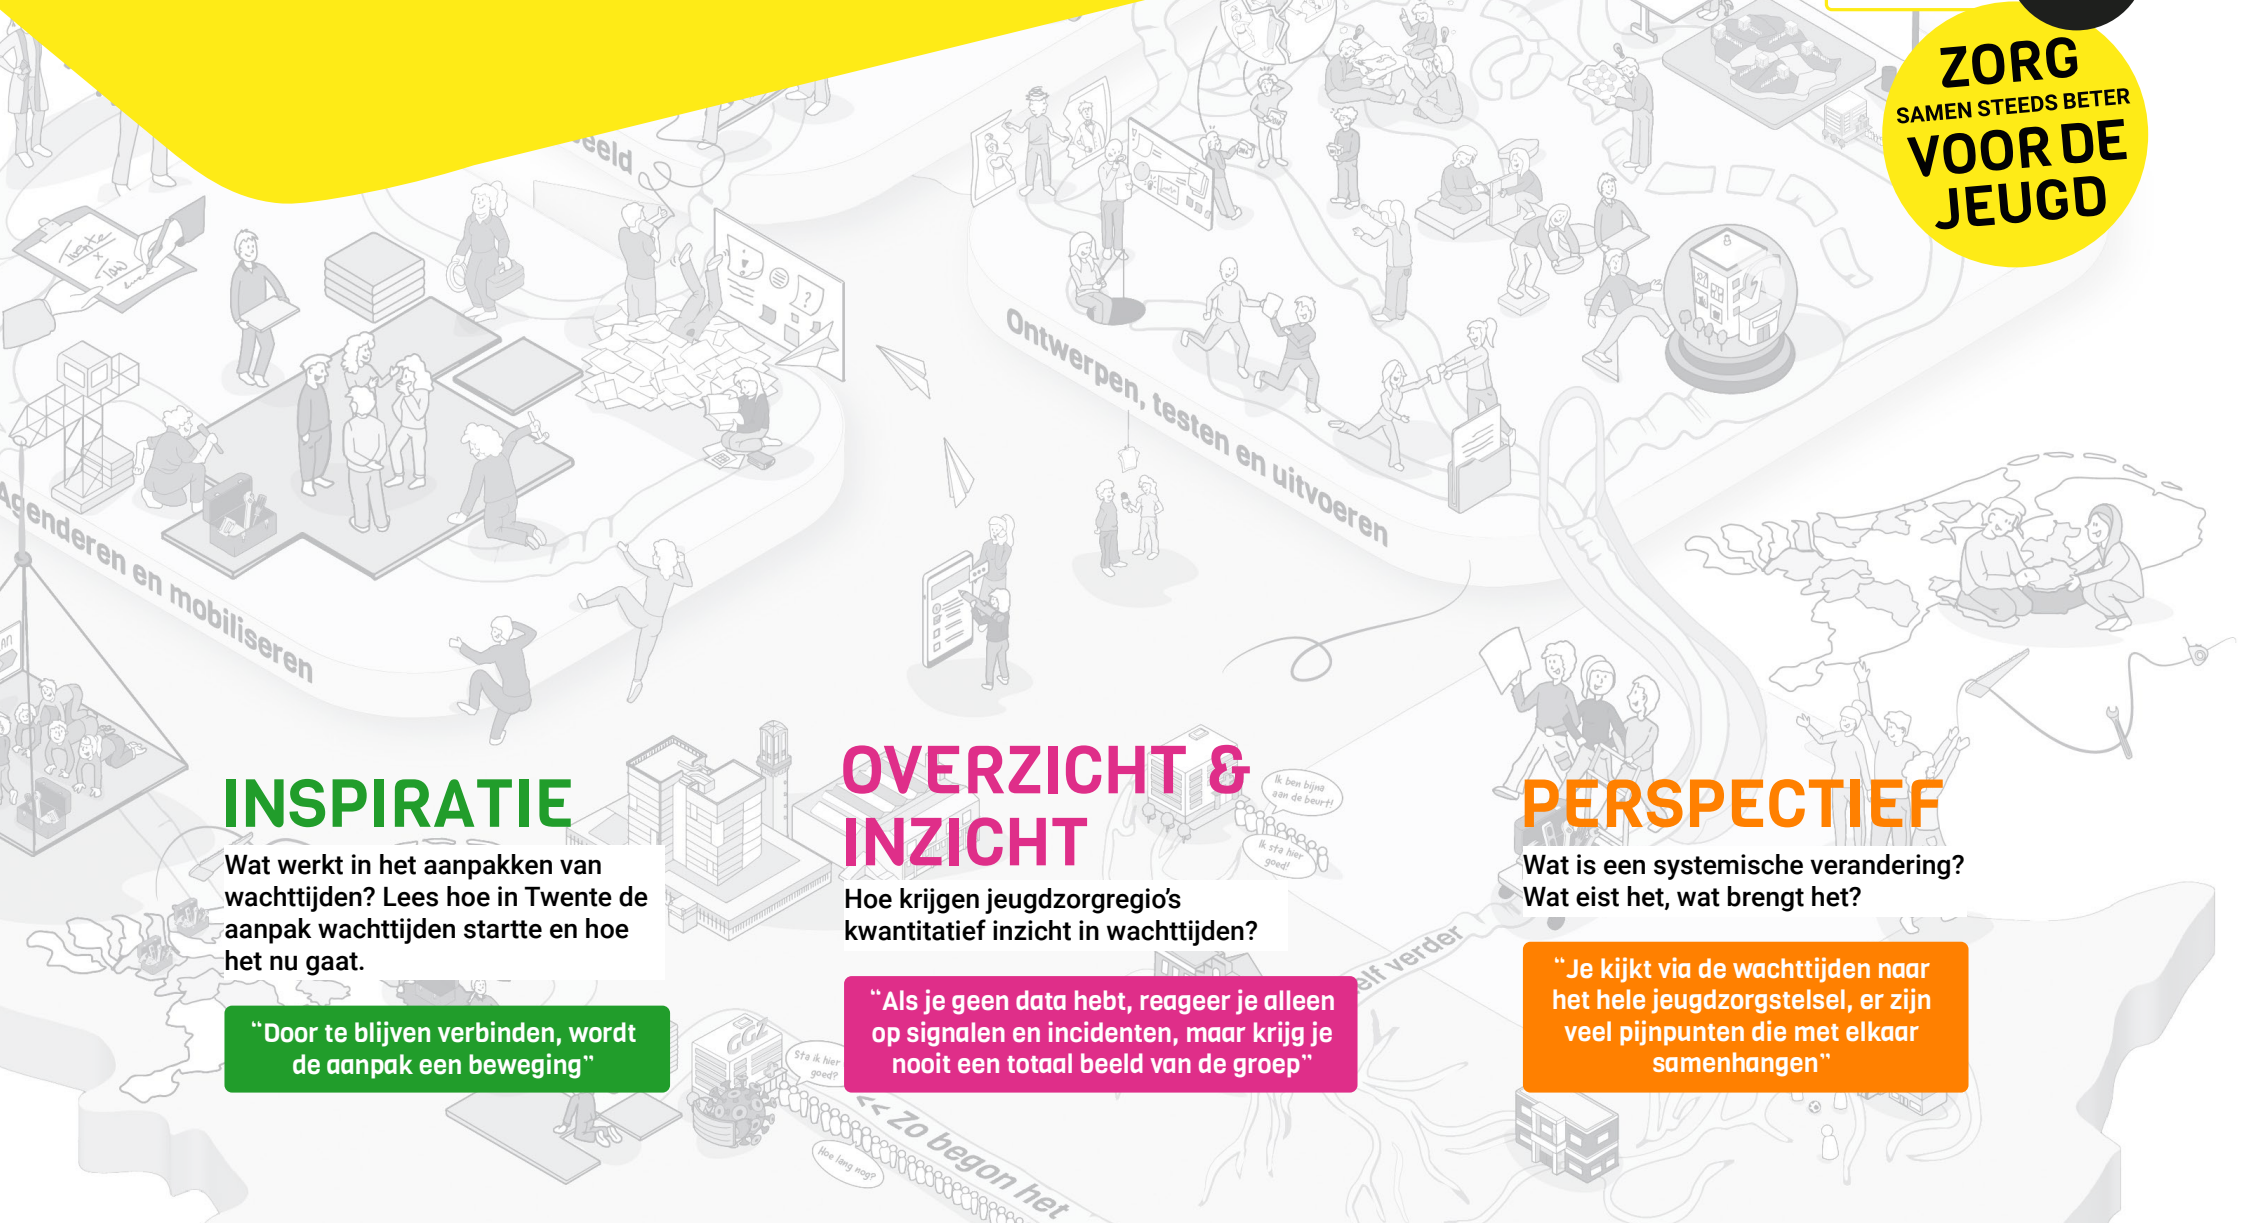 ZORG
SAMEN STEEDS BETER
VOOR DE
JEUGD
eeld
Twente
Ontwerpen, testen en uitvoeren
Agenderen en mobiliseren
INSPIRATIE
Wat werkt in het aanpakken van
wachttijden? Lees hoe in Twente de
aanpak wachttijden startte en hoe
het nu gaat.
“Door te blijven verbinden, wordt
de aanpak een beweging”
OVERZICHT &
INZICHT
Hoe krijgen jeugdzorgregio’s
kwantitatief inzicht in wachttijden?
“Als je geen data hebt, reageer je alleen
op signalen en incidenten, maar krijg je
nooit een totaal beeld van de groep”
Ik ben bijna
aan de beurt!
Ik sta hier
goed!
PERSPECTIEF
Wat is een systemische verandering?
Wat eist het, wat brengt het?
“Je kijkt via de wachttijden naar
het hele jeugdzorgstelsel, er zijn
veel pijnpunten die met elkaar
samenhangen”
elf verder
GGZ
Sta ik hier
goed?
Hoe lang nog?
<< Zo begon het